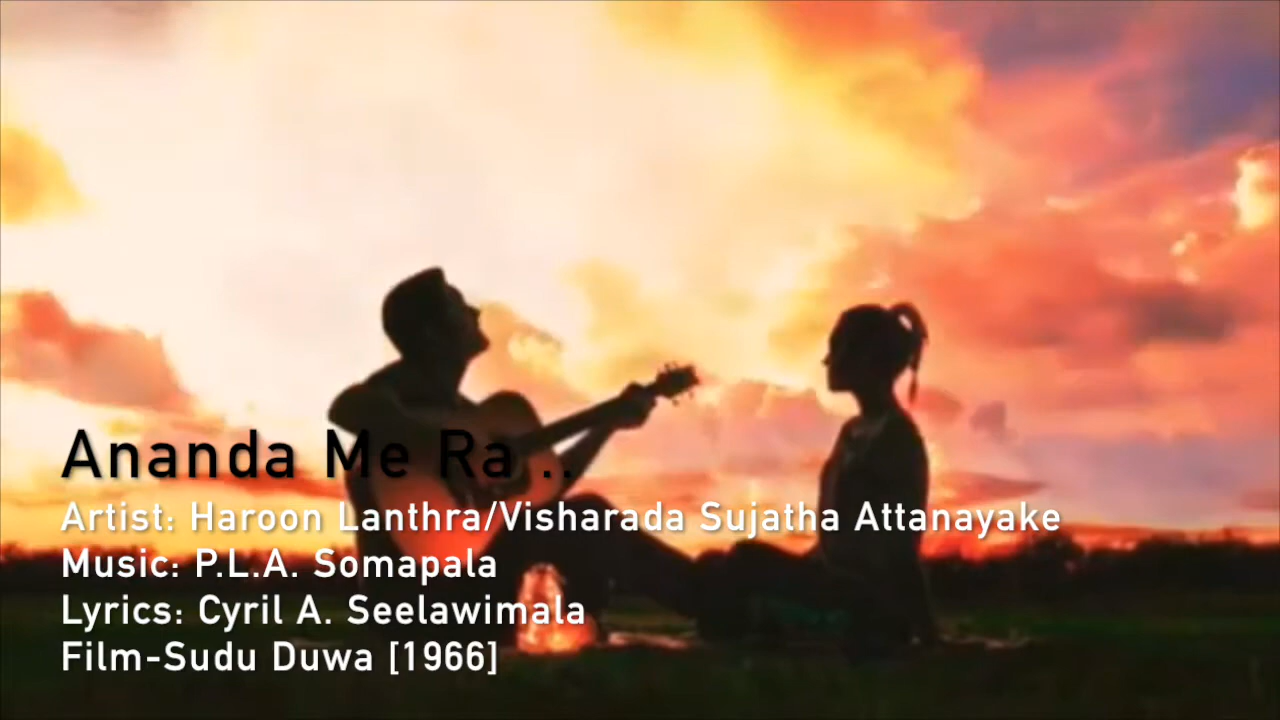 Ananda Me Ra ..
Artist: Haroon Lanthra/Visharada Sujatha Attanayake
Music: P.L.A. Somapala
Lyrics: Cyril A. Seelawimala
Film-Sudu Duwa [1966]